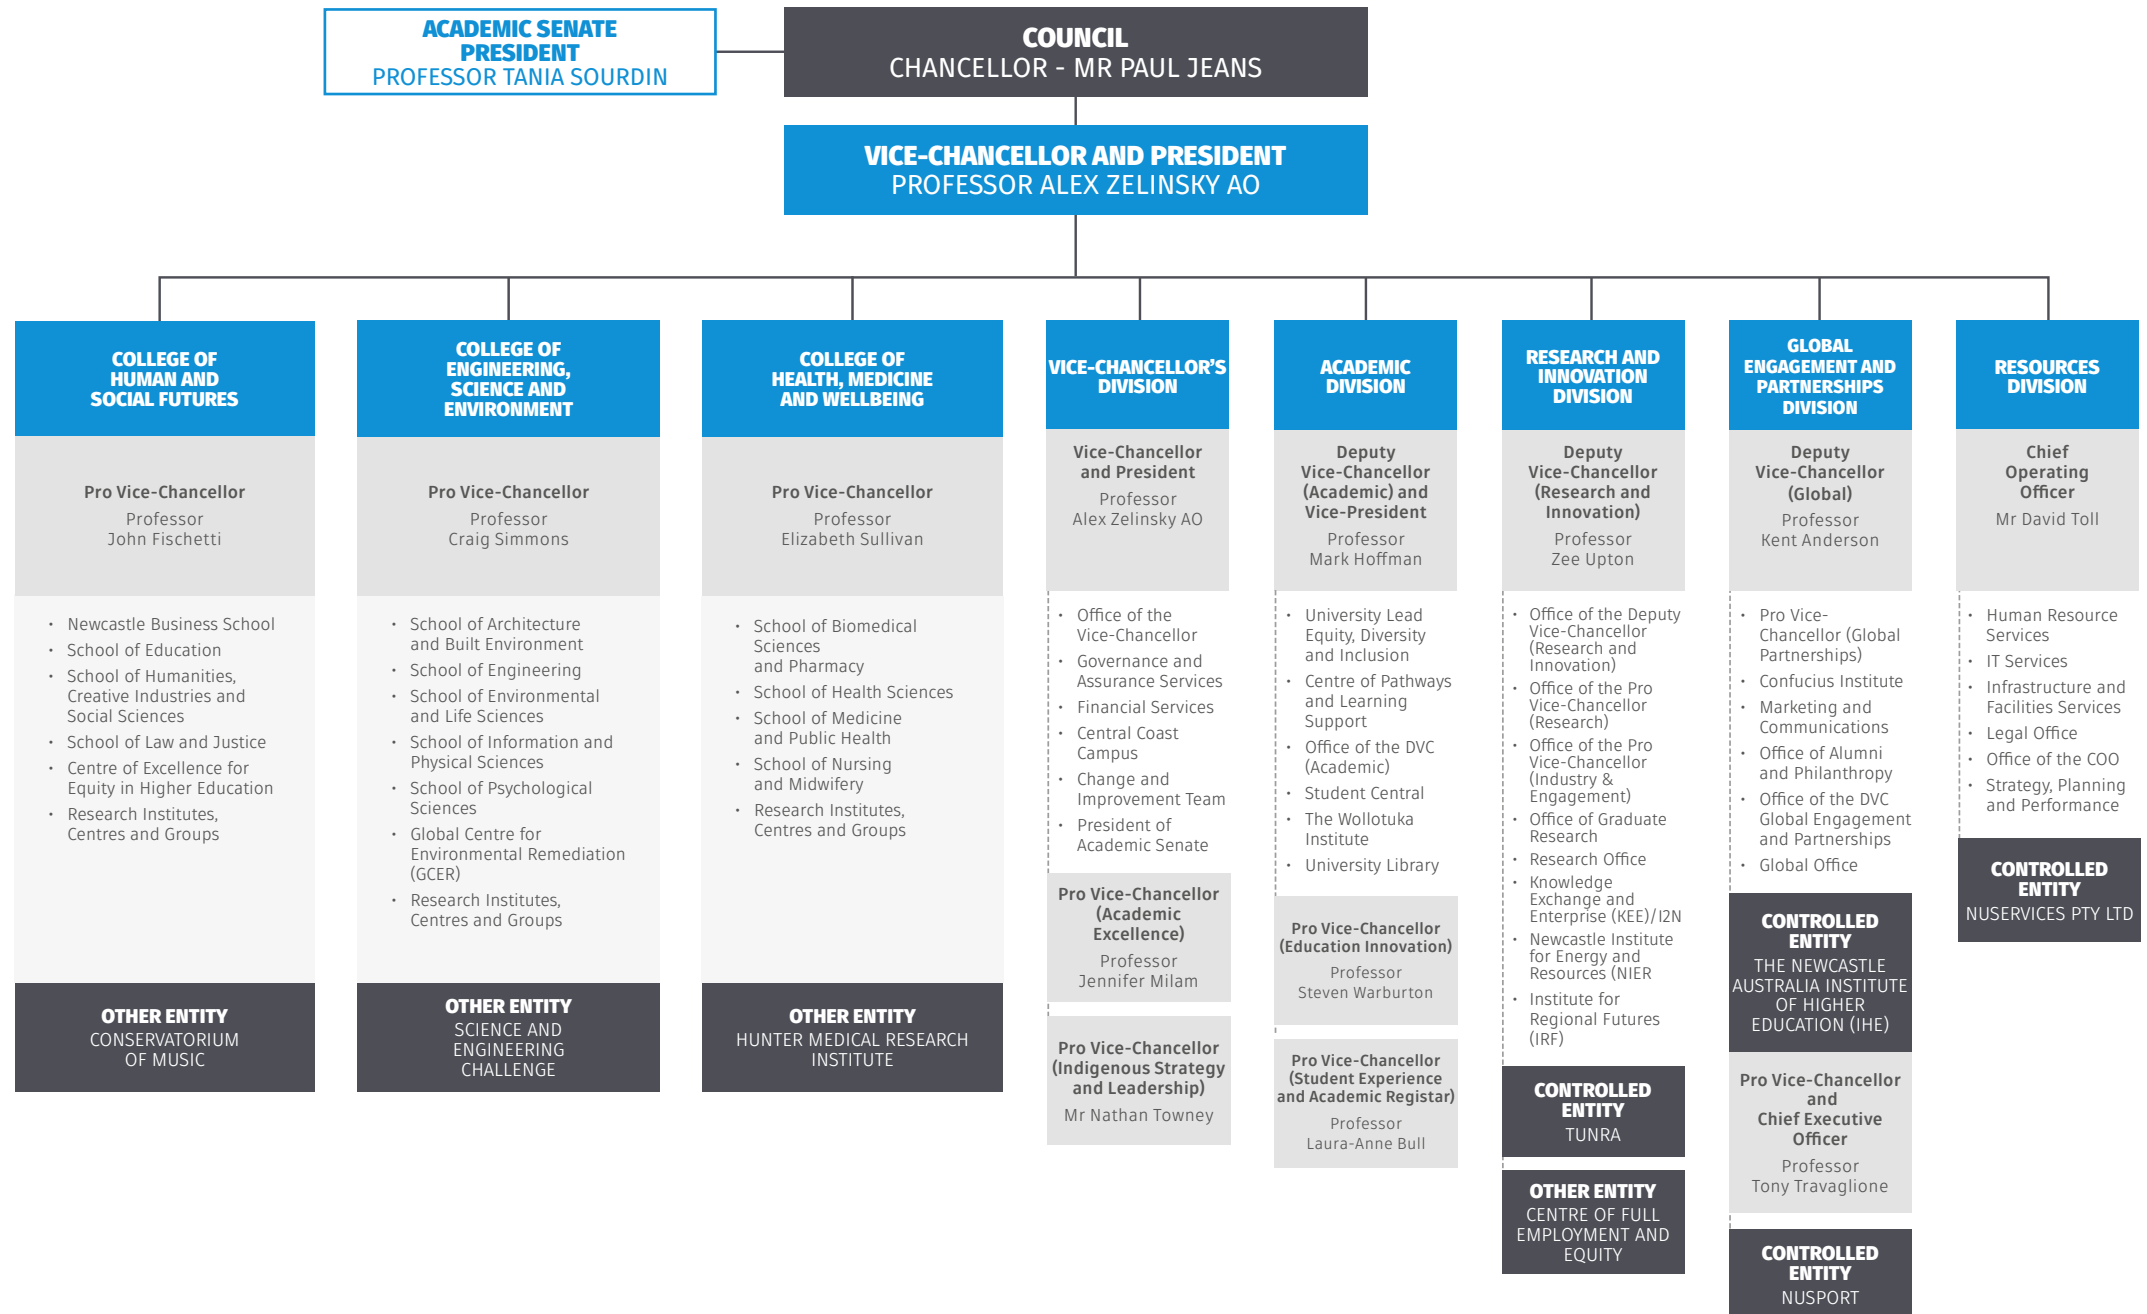 ACADEMIC SENATE
PRESIDENT
PROFESSOR TANIA SOURDIN
COUNCIL
CHANCELLOR - MR PAUL JEANS
VICE-CHANCELLOR AND PRESIDENT
PROFESSOR ALEX ZELINSKY AO
COLLEGE OF
HUMAN AND
SOCIAL FUTURES
Pro Vice-Chancellor
Professor
John Fischetti
• Newcastle Business School
• School of Education
• School of Humanities,
Creative Industries and
Social Sciences
• School of Law and Justice
• Centre of Excellence for
Equity in Higher Education
• Research Institutes,
Centres and Groups
OTHER ENTITY
CONSERVATORIUM
OF MUSIC
COLLEGE OF
ENGINEERING,
SCIENCE AND
ENVIRONMENT
Pro Vice-Chancellor
Professor
Craig Simmons
• School of Architecture
and Built Environment
• School of Engineering
• School of Environmental
and Life Sciences
• School of Information and
Physical Sciences
• School of Psychological
Sciences
• Global Centre for
Environmental Remediation
(GCER)
• Research Institutes,
Centres and Groups
OTHER ENTITY
SCIENCE AND
ENGINEERING
CHALLENGE
COLLEGE OF
HEALTH, MEDICINE
AND WELLBEING
Pro Vice-Chancellor
Professor
Elizabeth Sullivan
• School of Biomedical
Sciences
and Pharmacy
• School of Health Sciences
• School of Medicine
and Public Health
• School of Nursing
and Midwifery
• Research Institutes,
Centres and Groups
OTHER ENTITY
HUNTER MEDICAL RESEARCH
INSTITUTE
VICE-CHANCELLOR'S
DIVISION
Vice-Chancellor
and President
Professor
Alex Zelinsky AO
• Office of the
Vice-Chancellor
• Governance and
Assurance Services
• Financial Services
• Central Coast
Campus
• Change and
Improvement Team
• President of
Academic Senate
Pro Vice-Chancellor
(Academic
Excellence)
Professor
Jennifer Milam
Pro Vice-Chancellor
(Indigenous Strategy
and Leadership)
Mr Nathan Towney
ACADEMIC
DIVISION
Deputy
Vice-Chancellor
(Academic) and
Vice-President
Professor
Mark Hoffman
• University Lead
Equity, Diversity
and Inclusion
• Centre of Pathways
and Learning
Support
• Office of the DVC
(Academic)
• Student Central
• The Wollotuka
Institute
• University Library
Pro Vice-Chancellor
(Education Innovation)
Professor
Steven Warburton
Pro Vice-Chancellor
(Student Experience
and Academic Registar)
Professor
Laura-Anne Bull
RESEARCH AND
INNOVATION
DIVISION
Deputy
Vice-Chancellor
(Research and
Innovation)
Professor
Zee Upton
• Office of the Deputy
Vice-Chancellor
(Research and
Innovation)
• Office of the Pro
Vice-Chancellor
(Research)
• Office of the Pro
Vice-Chancellor
(Industry &
Engagement)
• Office of Graduate
Research
• Research Office
• Knowledge
Exchange and
Enterprise (KEE)/I2N
• Newcastle Institute
for Energy and
Resources (NIER
• Institute for
Regional Futures
(IRF)
CONTROLLED
ENTITY
TUNRA
OTHER ENTITY
CENTRE OF FULL
EMPLOYMENT AND
EQUITY
GLOBAL
ENGAGEMENT AND
PARTNERSHIPS
DIVISION
Deputy
Vice-Chancellor
(Global)
Professor
Kent Anderson
• Pro Vice-
Chancellor (Global
Partnerships)
• Confucius Institute
• Marketing and
Communications
• Office of Alumni
and Philanthropy
• Office of the DVC
Global Engagement
and Partnerships
• Global Office
CONTROLLED
ENTITY
THE NEWCASTLE
AUSTRALIA INSTITUTE
OF HIGHER
EDUCATION (IHE)
Pro Vice-Chancellor
and
Chief Executive
Officer
Professor
Tony Travaglione
CONTROLLED
ENTITY
NUSPORT
RESOURCES
DIVISION
Chief
Operating
Officer
Mr David Toll
• Human Resource
Services
• IT Services
• Infrastructure and
Facilities Services
• Legal Office
• Office of the COO
• Strategy, Planning
and Performance
CONTROLLED
ENTITY
NUSERVICES PTY LTD